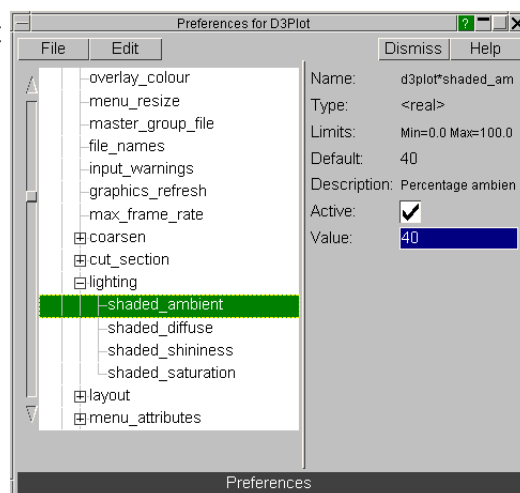 Preferences for D3Plot ?
File Edit Dismiss Help
overlay_colour
menu_resize
master_group_file
file_names
input_warnings
graphics_refresh
max_frame_rate
coarsen
cut_section
lighting
shaded_ambient
shaded_diffuse
shaded_shininess
shaded_saturation
layout
menu_attributes
Name: d3plot*shaded_am
Type: <real>
Limits: Min=0.0 Max=100.0
Default: 40
Description: Percentage ambien
Active:
Value: 40
Preferences